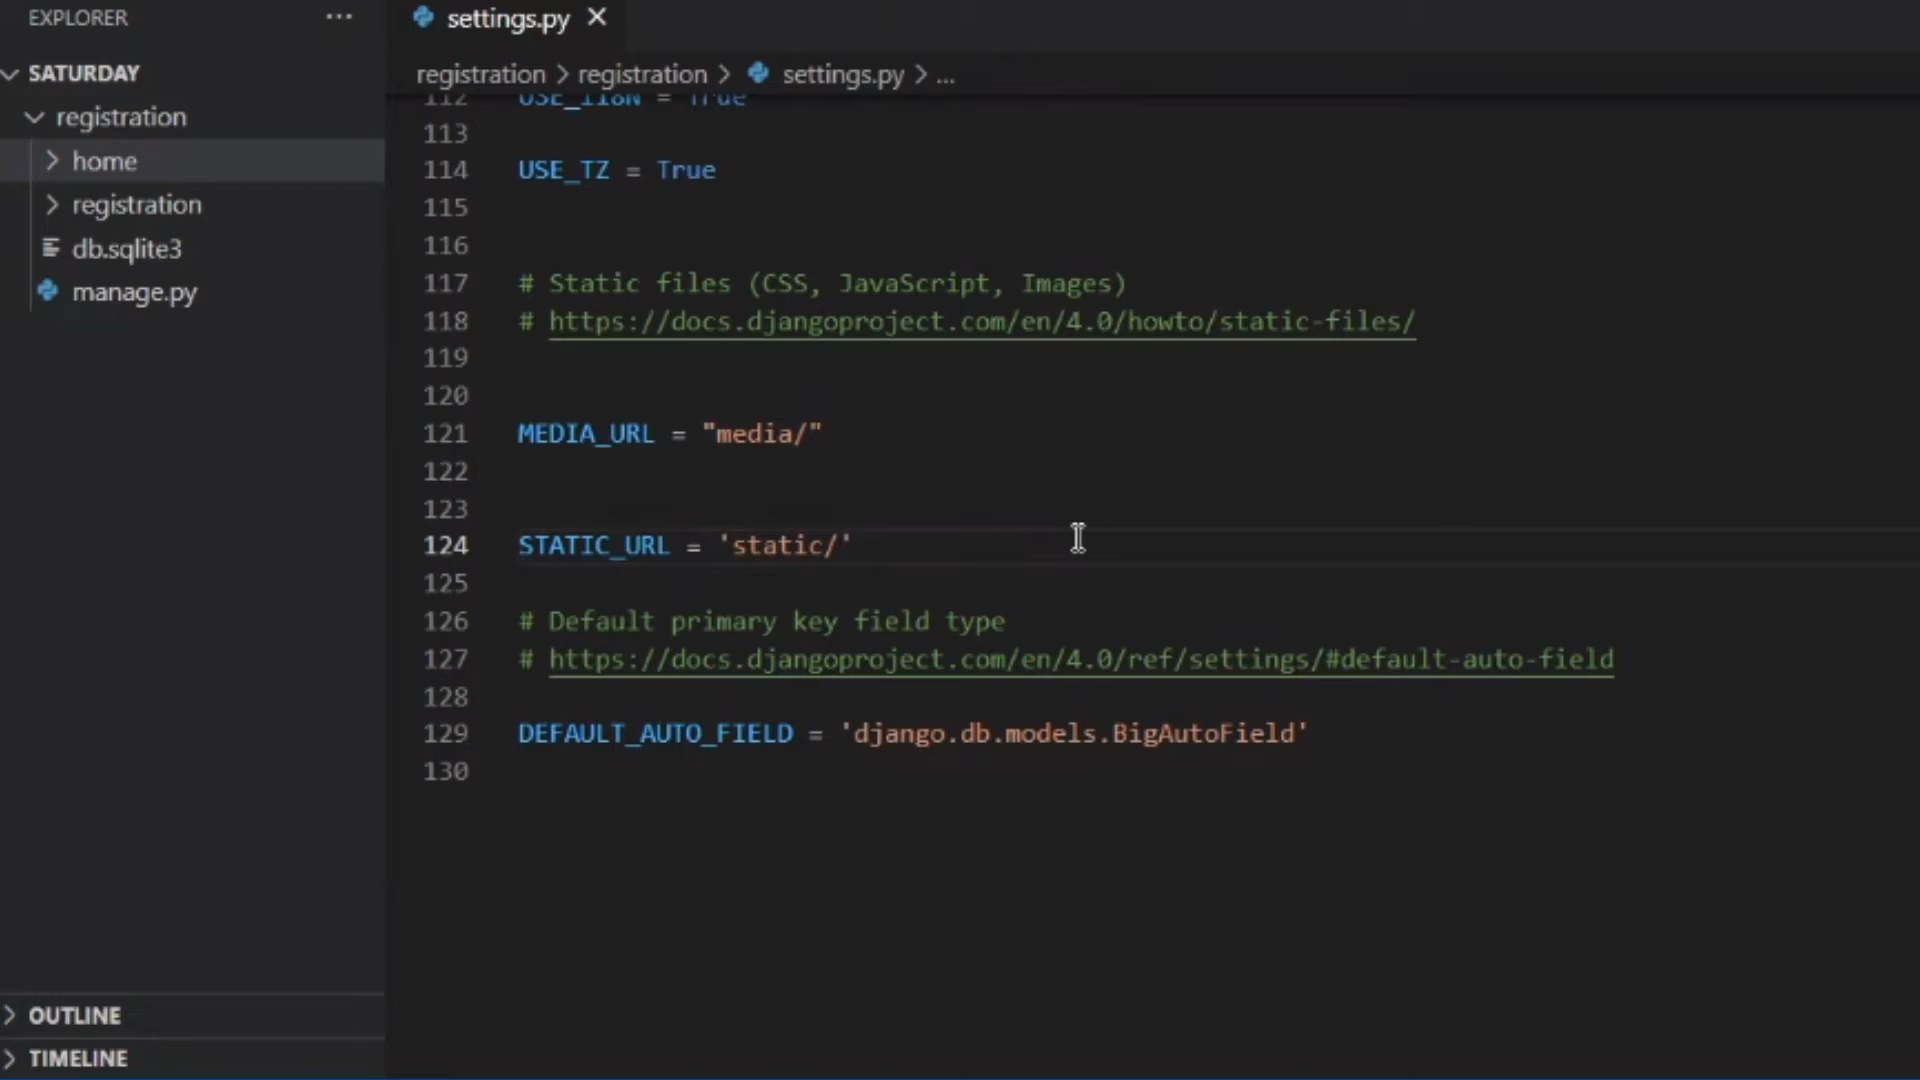 EXPLORER
SATURDAY
registration
home
registration
db.sqlite3
manage.py
OUTLINE
TIMELINE
settings.py
registration > registration > settings.py > ...
112 USE_I18N = True
113
114 USE_TZ = True
115
116
117 # Static files (CSS, JavaScript, Images)
118 # https://docs.djangoproject.com/en/4.0/howto/static-files/
119
120
121 MEDIA_URL = "media/"
122
123
124 STATIC_URL = 'static/'
125
126 # Default primary key field type
127 # https://docs.djangoproject.com/en/4.0/ref/settings/#default-auto-field
128
129 DEFAULT_AUTO_FIELD = 'django.db.models.BigAutoField'
130